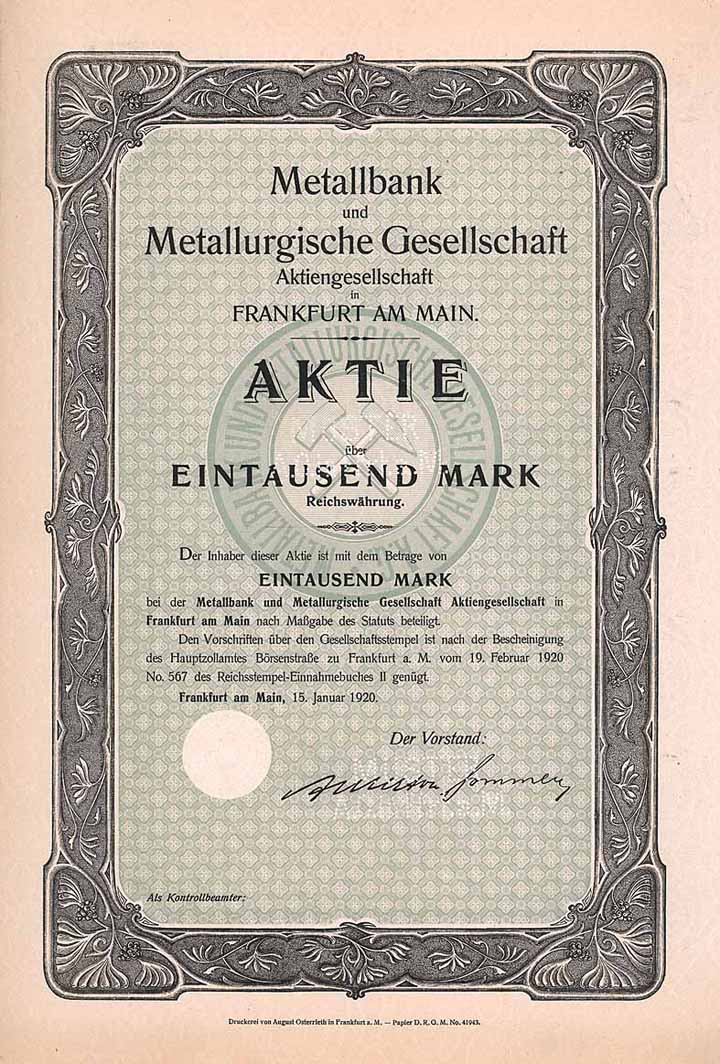 Metallbank
und
Metallurgische Gesellschaft
Aktiengesellschaft
in
FRANKFURT AM MAIN.
AKTIE
über
EINTAUSEND MARK
Reichswährung.
Der Inhaber dieser Aktie ist mit dem Betrage von
EINTAUSEND MARK
bei der Metallbank und Metallurgische Gesellschaft Aktiengesellschaft in
Frankfurt am Main nach Maßgabe des Statuts beteiligt.
Den Vorschriften über den Gesellschaftsstempel ist nach der Bescheinigung
des Hauptzollamtes Börsenstraße zu Frankfurt a. M. vom 19. Februar 1920
No. 567 des Reichsstempel-Einnahmebuches II genügt.
Frankfurt am Main, 15. Januar 1920.
Der Vorstand:
Als Kontrollbeamter:
Druckerei von August Osterrieth in Frankfurt a. M. — Papier D. R. G. M. No. 41943.